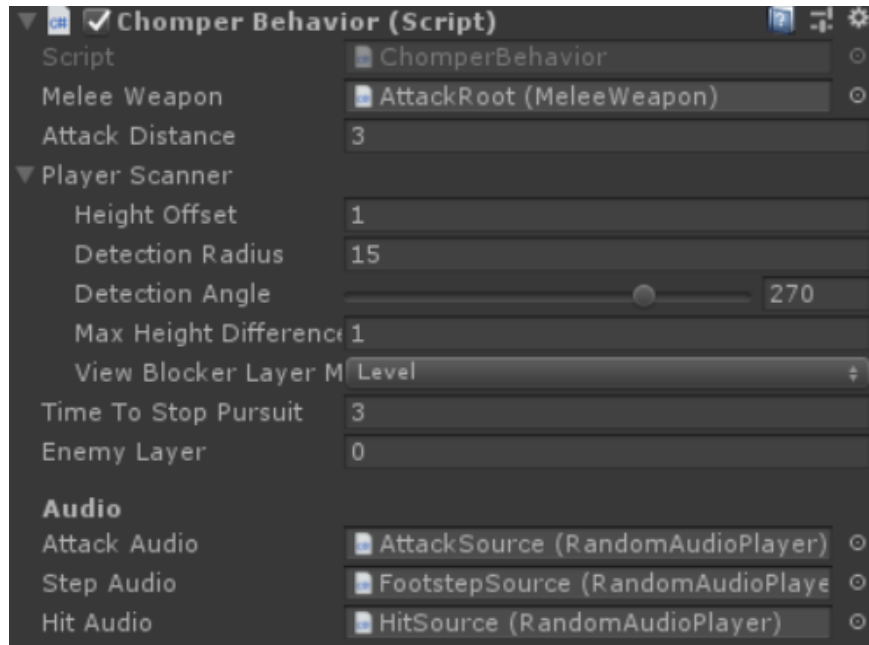 Chomper Behavior (Script)
Script ChomperBehavior
Melee Weapon AttackRoot (MeleeWeapon)
Attack Distance 3
Player Scanner
Height Offset 1
Detection Radius 15
Detection Angle 270
Max Height Difference 1
View Blocker Layer M Level
Time To Stop Pursuit 3
Enemy Layer 0
Audio
Attack Audio AttackSource (RandomAudioPlayer)
Step Audio FootstepSource (RandomAudioPlaye
Hit Audio HitSource (RandomAudioPlayer)